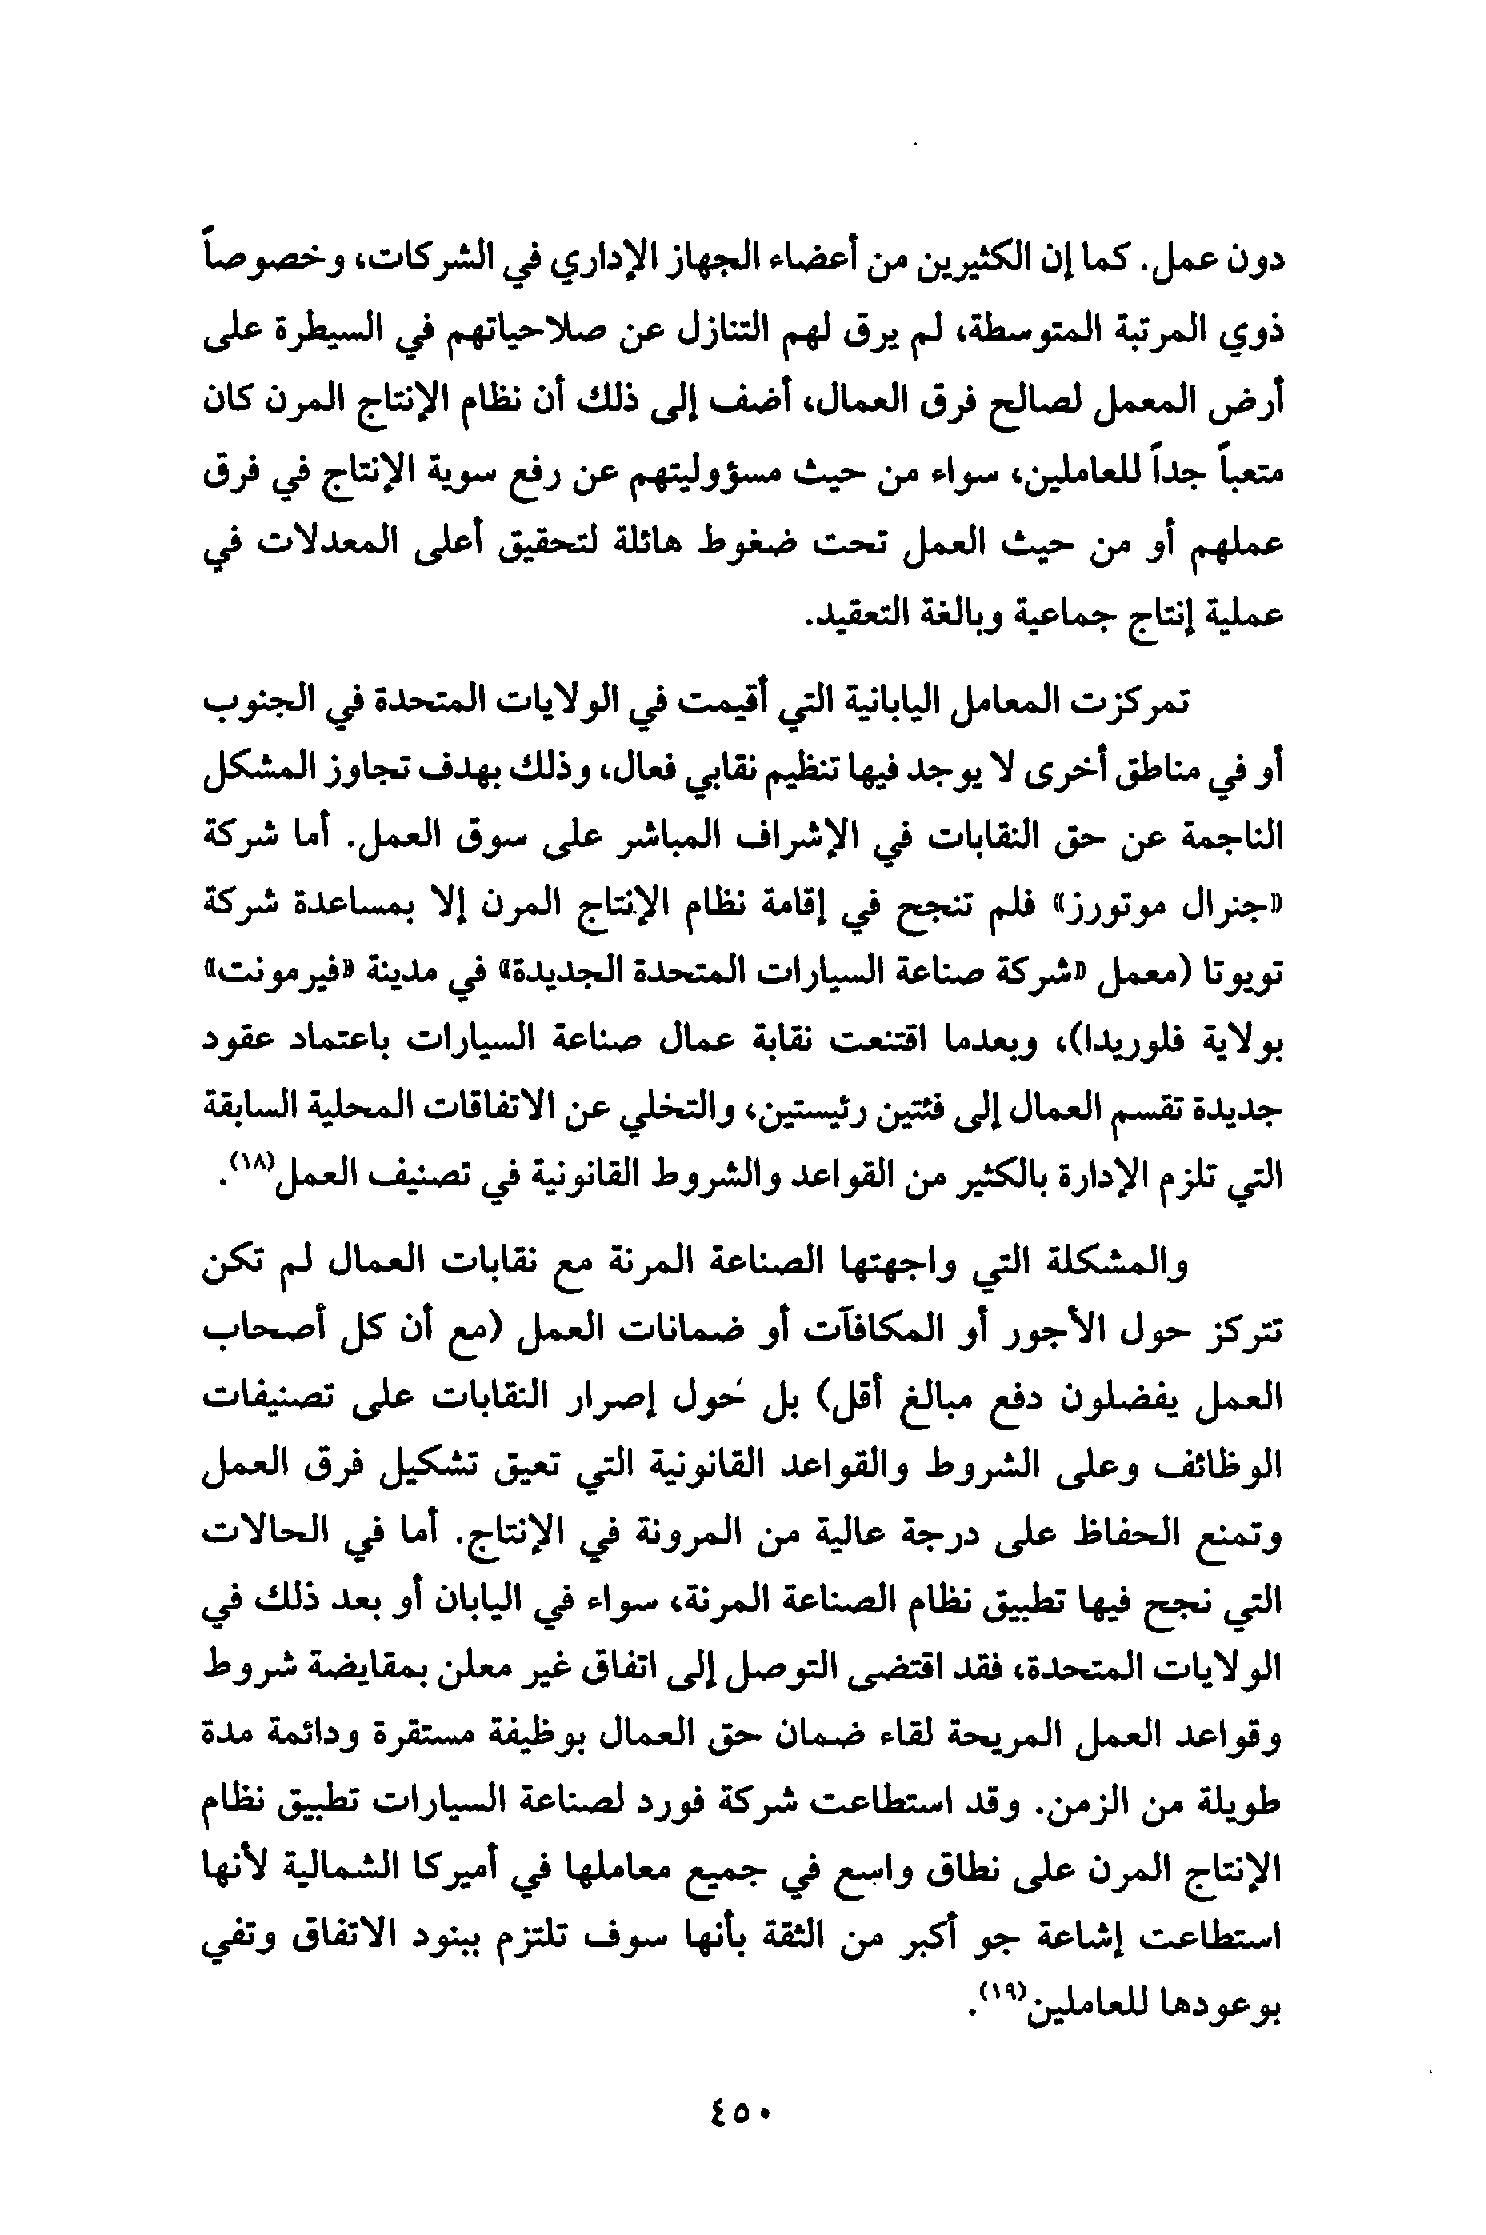 دون عمل. كما إن الكثيرين من أعضاء الجهاز الإداري في الشركات، وخصوصاً
ذوي المرتبة المتوسطة، لم يرق لهم التنازل عن صلاحياتهم في السيطرة على
أرض المعمل لصالح فرق العمال، أضف إلى ذلك أن نظام الإنتاج المرن كان
متعباً جداً للعاملين، سواء من حيث مسؤوليتهم عن رفع سوية الإنتاج في فرق
عملهم أو من حيث العمل تحت ضغوط هائلة لتحقيق أعلى المعدلات في
عملية إنتاج جماعية وبالغة التعقيد.
تمركزت المعامل اليابانية التي أقيمت في الولايات المتحدة في الجنوب
أو في مناطق أخرى لا يوجد فيها تنظيم نقابي فعال، وذلك بهدف تجاوز المشكل
الناجمة عن حق النقابات في الإشراف المباشر على سوق العمل. أما شركة
«جنرال موتورز» فلم تنجح في إقامة نظام الإنتاج المرن إلا بمساعدة شركة
تويوتا (معمل «شركة صناعة السيارات المتحدة الجديدة» في مدينة «فيرمونت»
بولاية فلوريدا)، وبعدما اقتنعت نقابة عمال صناعة السيارات باعتماد عقود
جديدة تقسم العمال إلى فئتين رئيستين، والتخلي عن الاتفاقات المحلية السابقة
التي تلزم الإدارة بالكثير من القواعد والشروط القانونية في تصنيف العمل(١٨).
والمشكلة التي واجهتها الصناعة المرنة مع نقابات العمال لم تكن
تتركز حول الأجور أو المكافآت أو ضمانات العمل (مع أن كل أصحاب
العمل يفضلون دفع مبالغ أقل) بل حول إصرار النقابات على تصنيفات
الوظائف وعلى الشروط والقواعد القانونية التي تعيق تشكيل فرق العمل
وتمنع الحفاظ على درجة عالية من المرونة في الإنتاج. أما في الحالات
التي نجح فيها تطبيق نظام الصناعة المرنة، سواء في اليابان أو بعد ذلك في
الولايات المتحدة، فقد اقتضى التوصل إلى اتفاق غير معلن بمقايضة شروط
وقواعد العمل المريحة لقاء ضمان حق العمال بوظيفة مستقرة ودائمة مدة
طويلة من الزمن. وقد استطاعت شركة فورد لصناعة السيارات تطبيق نظام
الإنتاج المرن على نطاق واسع في جميع معاملها في أميركا الشمالية لأنها
استطاعت إشاعة جو أكبر من الثقة بأنها سوف تلتزم ببنود الاتفاق وتفي
بوعودها للعاملين(١٩).
٤٥٠